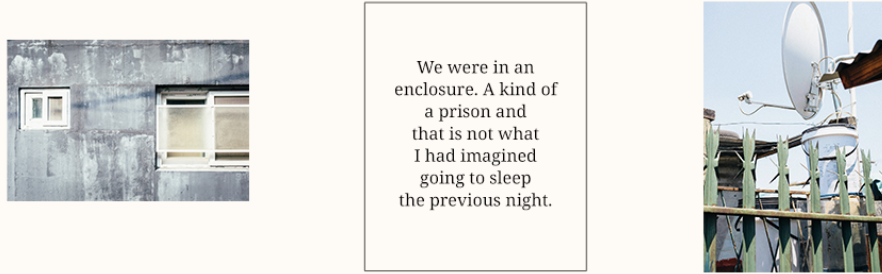 We were in an
enclosure. A kind of
a prison and
that is not what
I had imagined
going to sleep
the previous night.